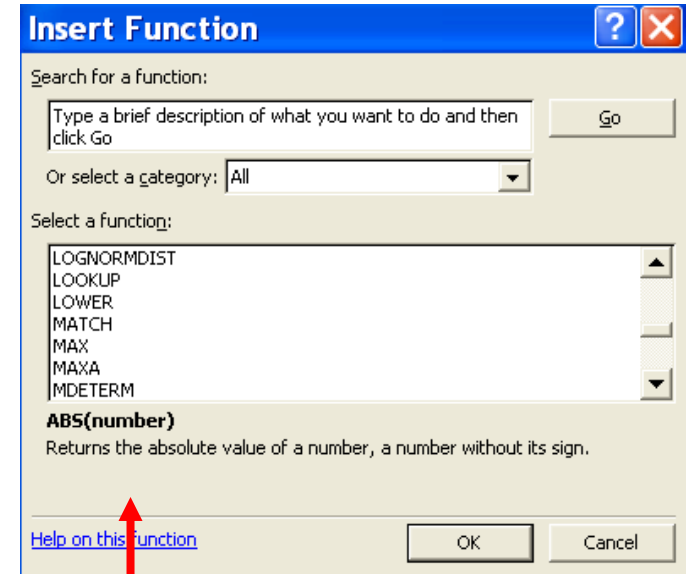 Insert Function
?
Search for a function:
Type a brief description of what you want to do and then
click Go
Go
Or select a category: All
Select a function:
LOGNORMDIST
LOOKUP
LOWER
MATCH
MAX
MAXA
MDETERM
ABS(number)
Returns the absolute value of a number, a number without its sign.
Help on this function
OK
Cancel